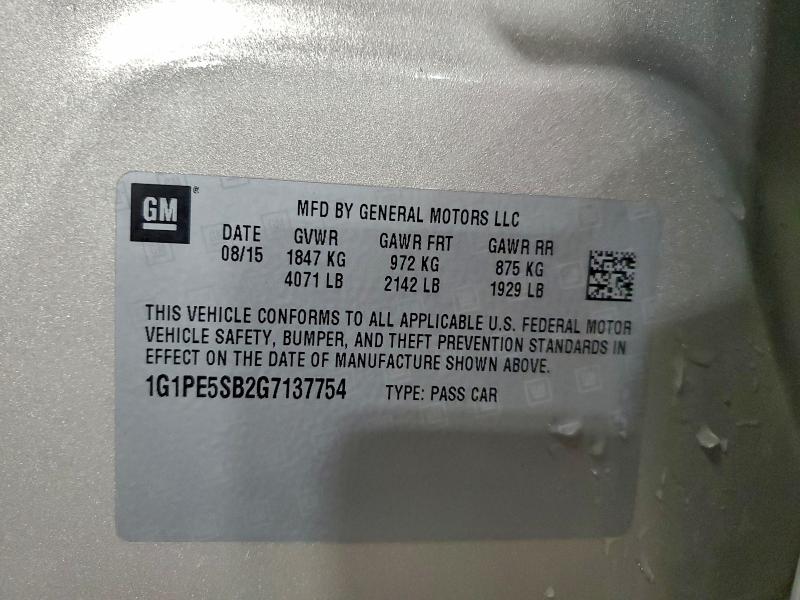 GM ®
MFD BY GENERAL MOTORS LLC
DATE GVWR GAWR FRT GAWR RR
08/15 1847 KG 972 KG 875 KG
4071 LB 2142 LB 1929 LB
THIS VEHICLE CONFORMS TO ALL APPLICABLE U.S. FEDERAL MOTOR
VEHICLE SAFETY, BUMPER, AND THEFT PREVENTION STANDARDS IN
EFFECT ON THE DATE OF MANUFACTURE SHOWN ABOVE.
1G1PE5SB2G7137754 TYPE: PASS CAR